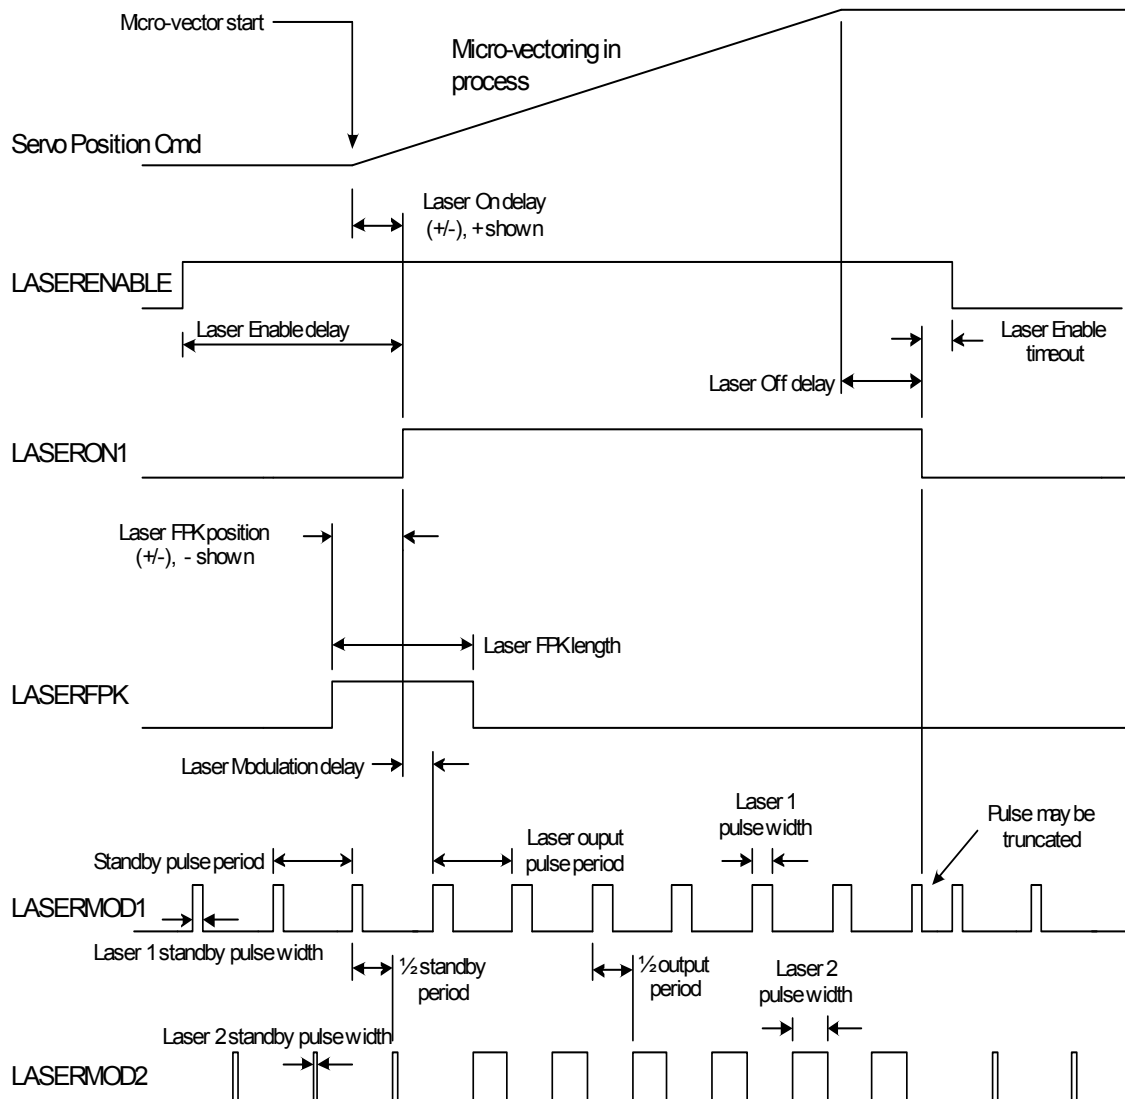 Mcro-vector start
Micro-vectoring in
process
Servo Position Cmd
Laser On delay
(+/-), + shown
LASERENABLE
Laser Enable delay
Laser Enable
timeout
Laser Off delay
LASERON1
Laser FPK position
(+/-), - shown
Laser FPK length
LASERFPK
Laser Modulation delay
Laser 1
pulse width
Pulse may be
truncated
Standby pulse period
Laser ouput
pulse period
LASERMOD1
Laser 1 standby pulse width
½ standby
period
½ output
period
Laser 2
pulse width
Laser 2 standby pulse width
LASERMOD2